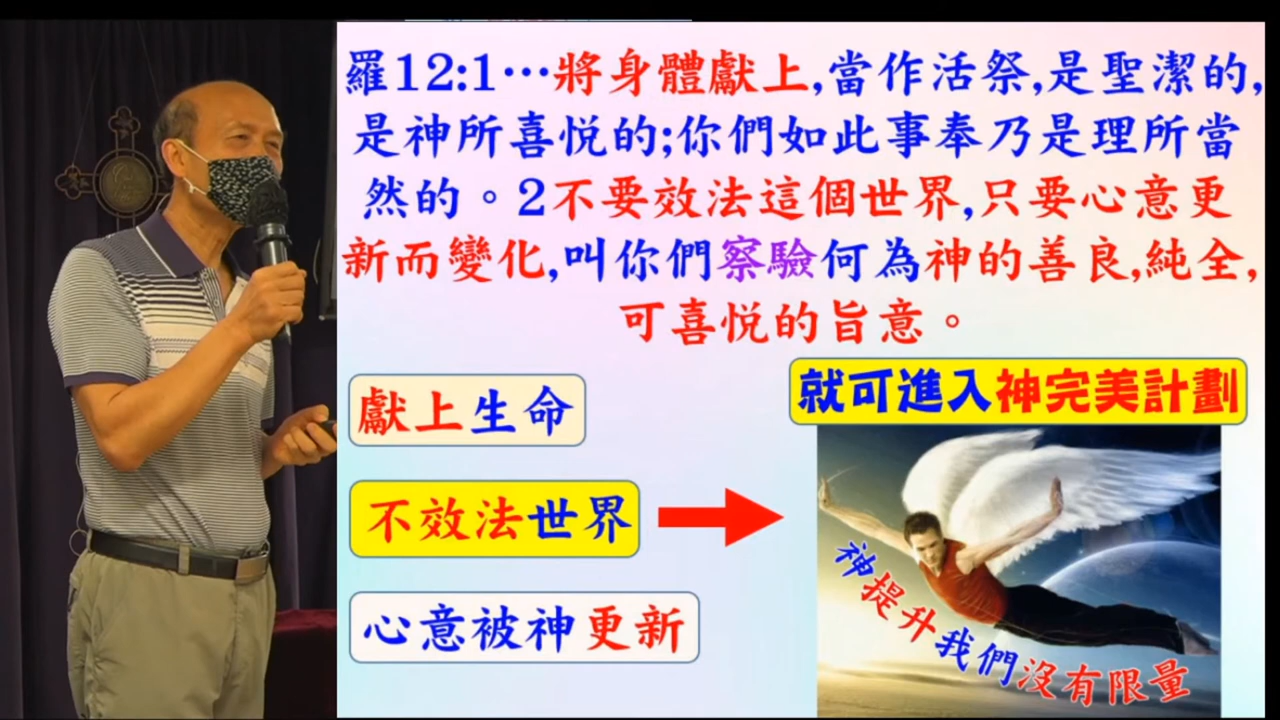 羅12:1…將身體獻上,當作活祭,是聖潔的,
是神所喜悅的;你們如此事奉乃是理所當
然的。2不要效法這個世界,只要心意更
新而變化,叫你們察驗何為神的善良,純全,
可喜悅的旨意。
獻上生命
不效法世界
心意被神更新
就可進入神完美計劃
神提升我們沒有限量